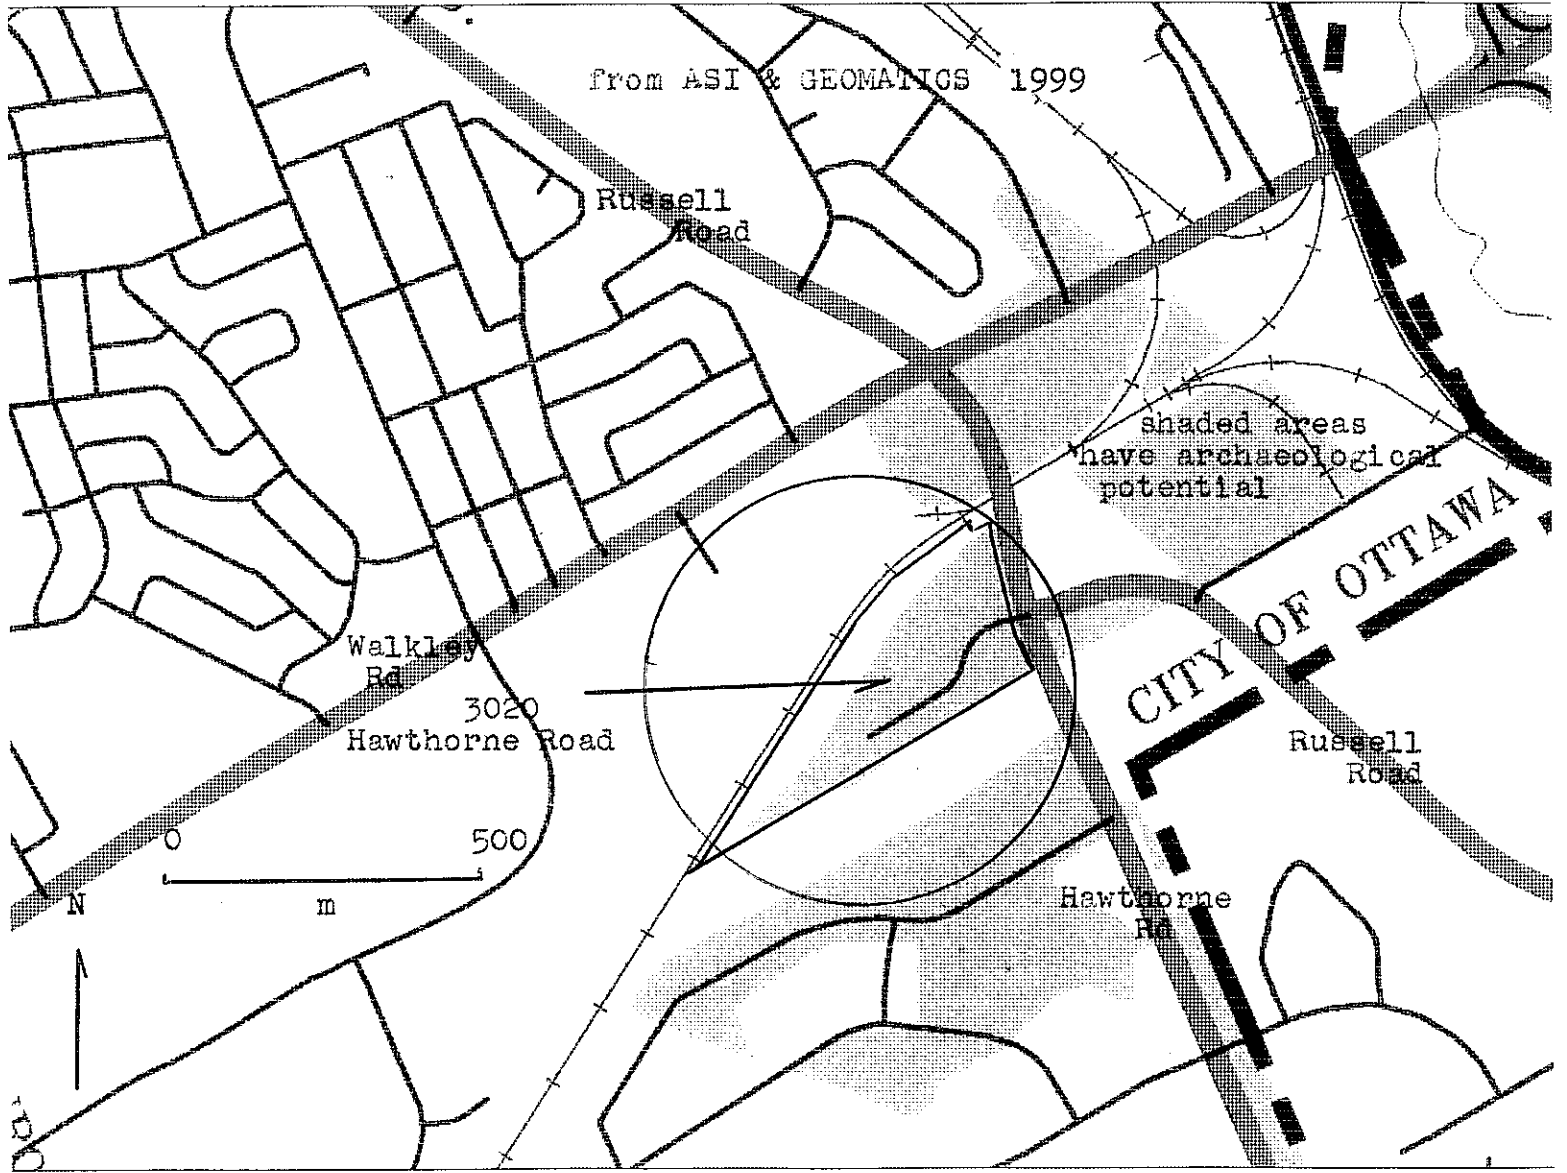 from ASI & GEOMATICS 1999
Russell
Road
shaded areas
have archaeological
potential
CITY OF OTTAWA
Walkley
Rd
3020
Hawthorne Road
Russell
Road
0 500
m
N
Hawthorne
Rd